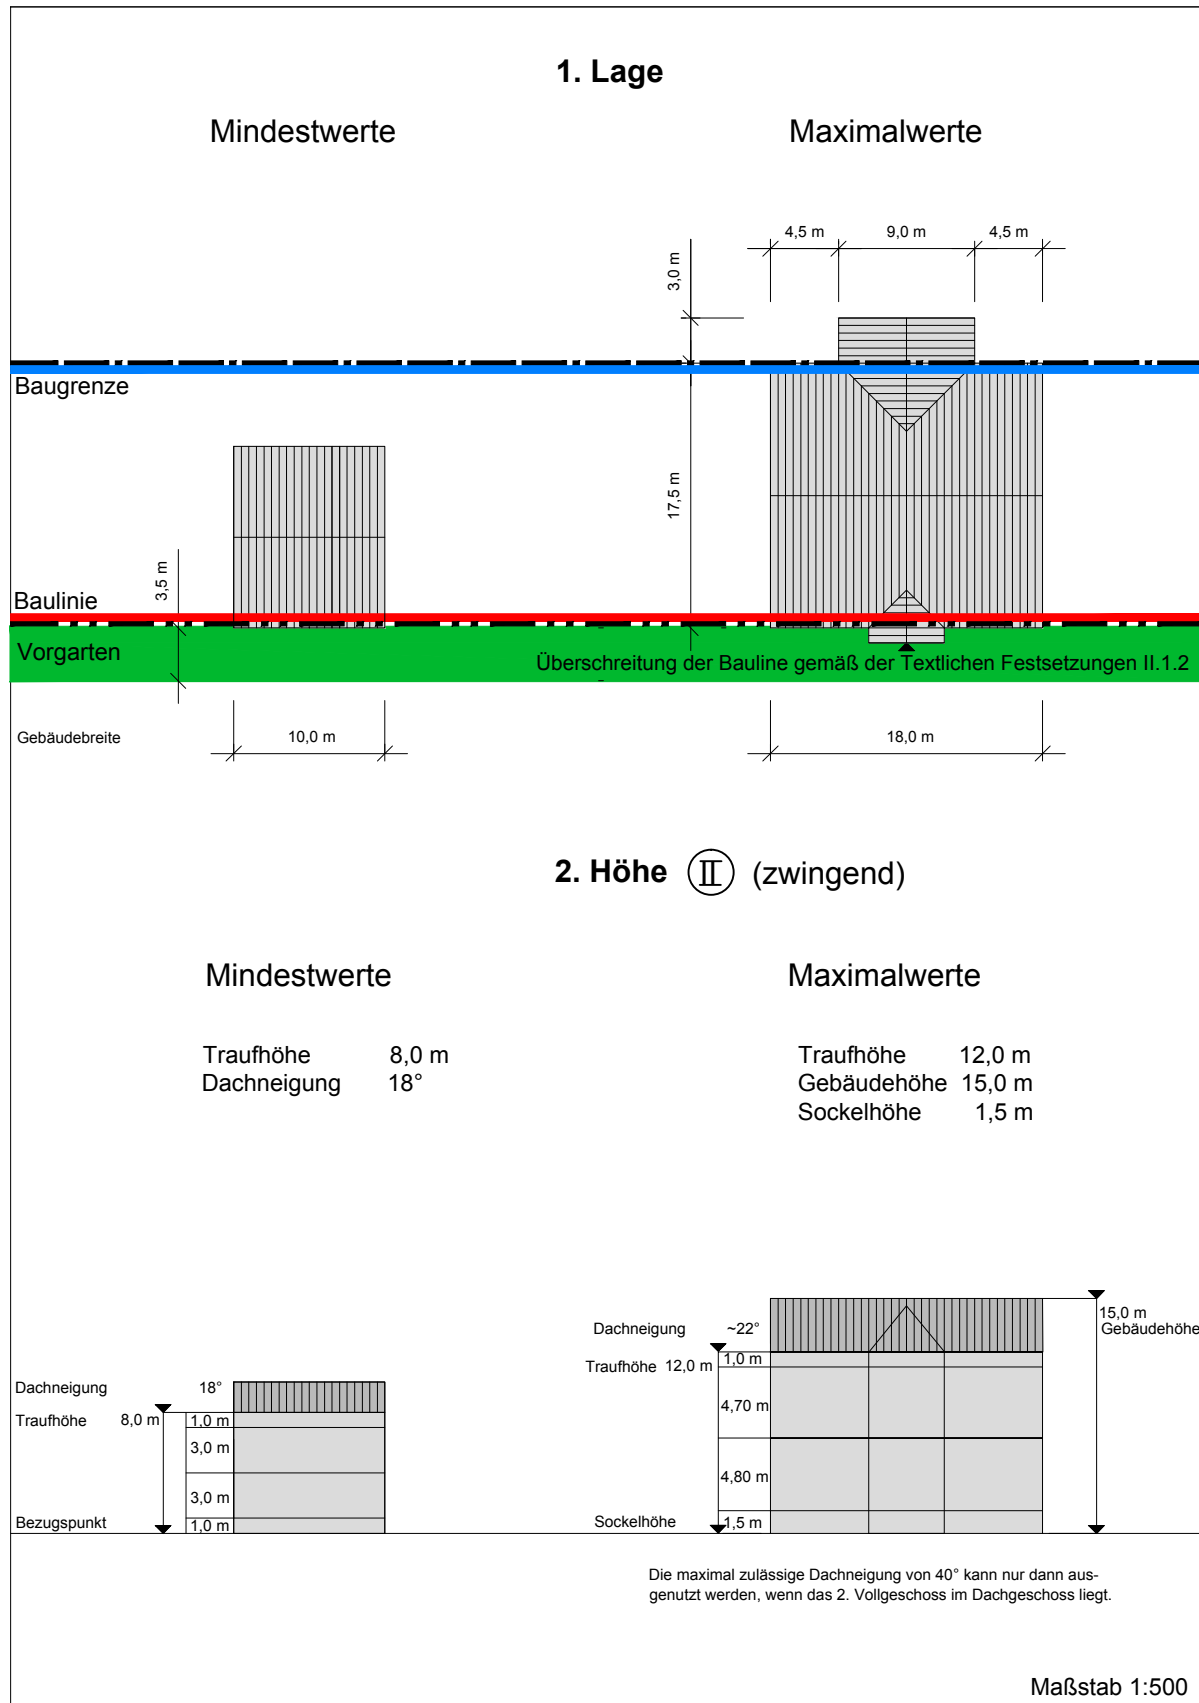 1. Lage
Mindestwerte
Maximalwerte
4,5 m
9,0 m
4,5 m
3,0 m
Baugrenze
17,5 m
3,5 m
Baulinie
Vorgarten
Überschreitung der Bauline gemäß der Textlichen Festsetzungen II.1.2
Gebäudebreite
10,0 m
18,0 m
2. Höhe II (zwingend)
Mindestwerte
Maximalwerte
Traufhöhe 8,0 m
Dachneigung 18°
Traufhöhe 12,0 m
Gebäudehöhe 15,0 m
Sockelhöhe 1,5 m
Dachneigung ~22°
15,0 m
Gebäudehöhe
Traufhöhe 12,0 m
1,0 m
4,70 m
4,80 m
Sockelhöhe 1,5 m
Dachneigung 18°
Traufhöhe 8,0 m
1,0 m
3,0 m
3,0 m
Bezugspunkt 1,0 m
Die maximal zulässige Dachneigung von 40° kann nur dann aus-
genutzt werden, wenn das 2. Vollgeschoss im Dachgeschoss liegt.
Maßstab 1:500